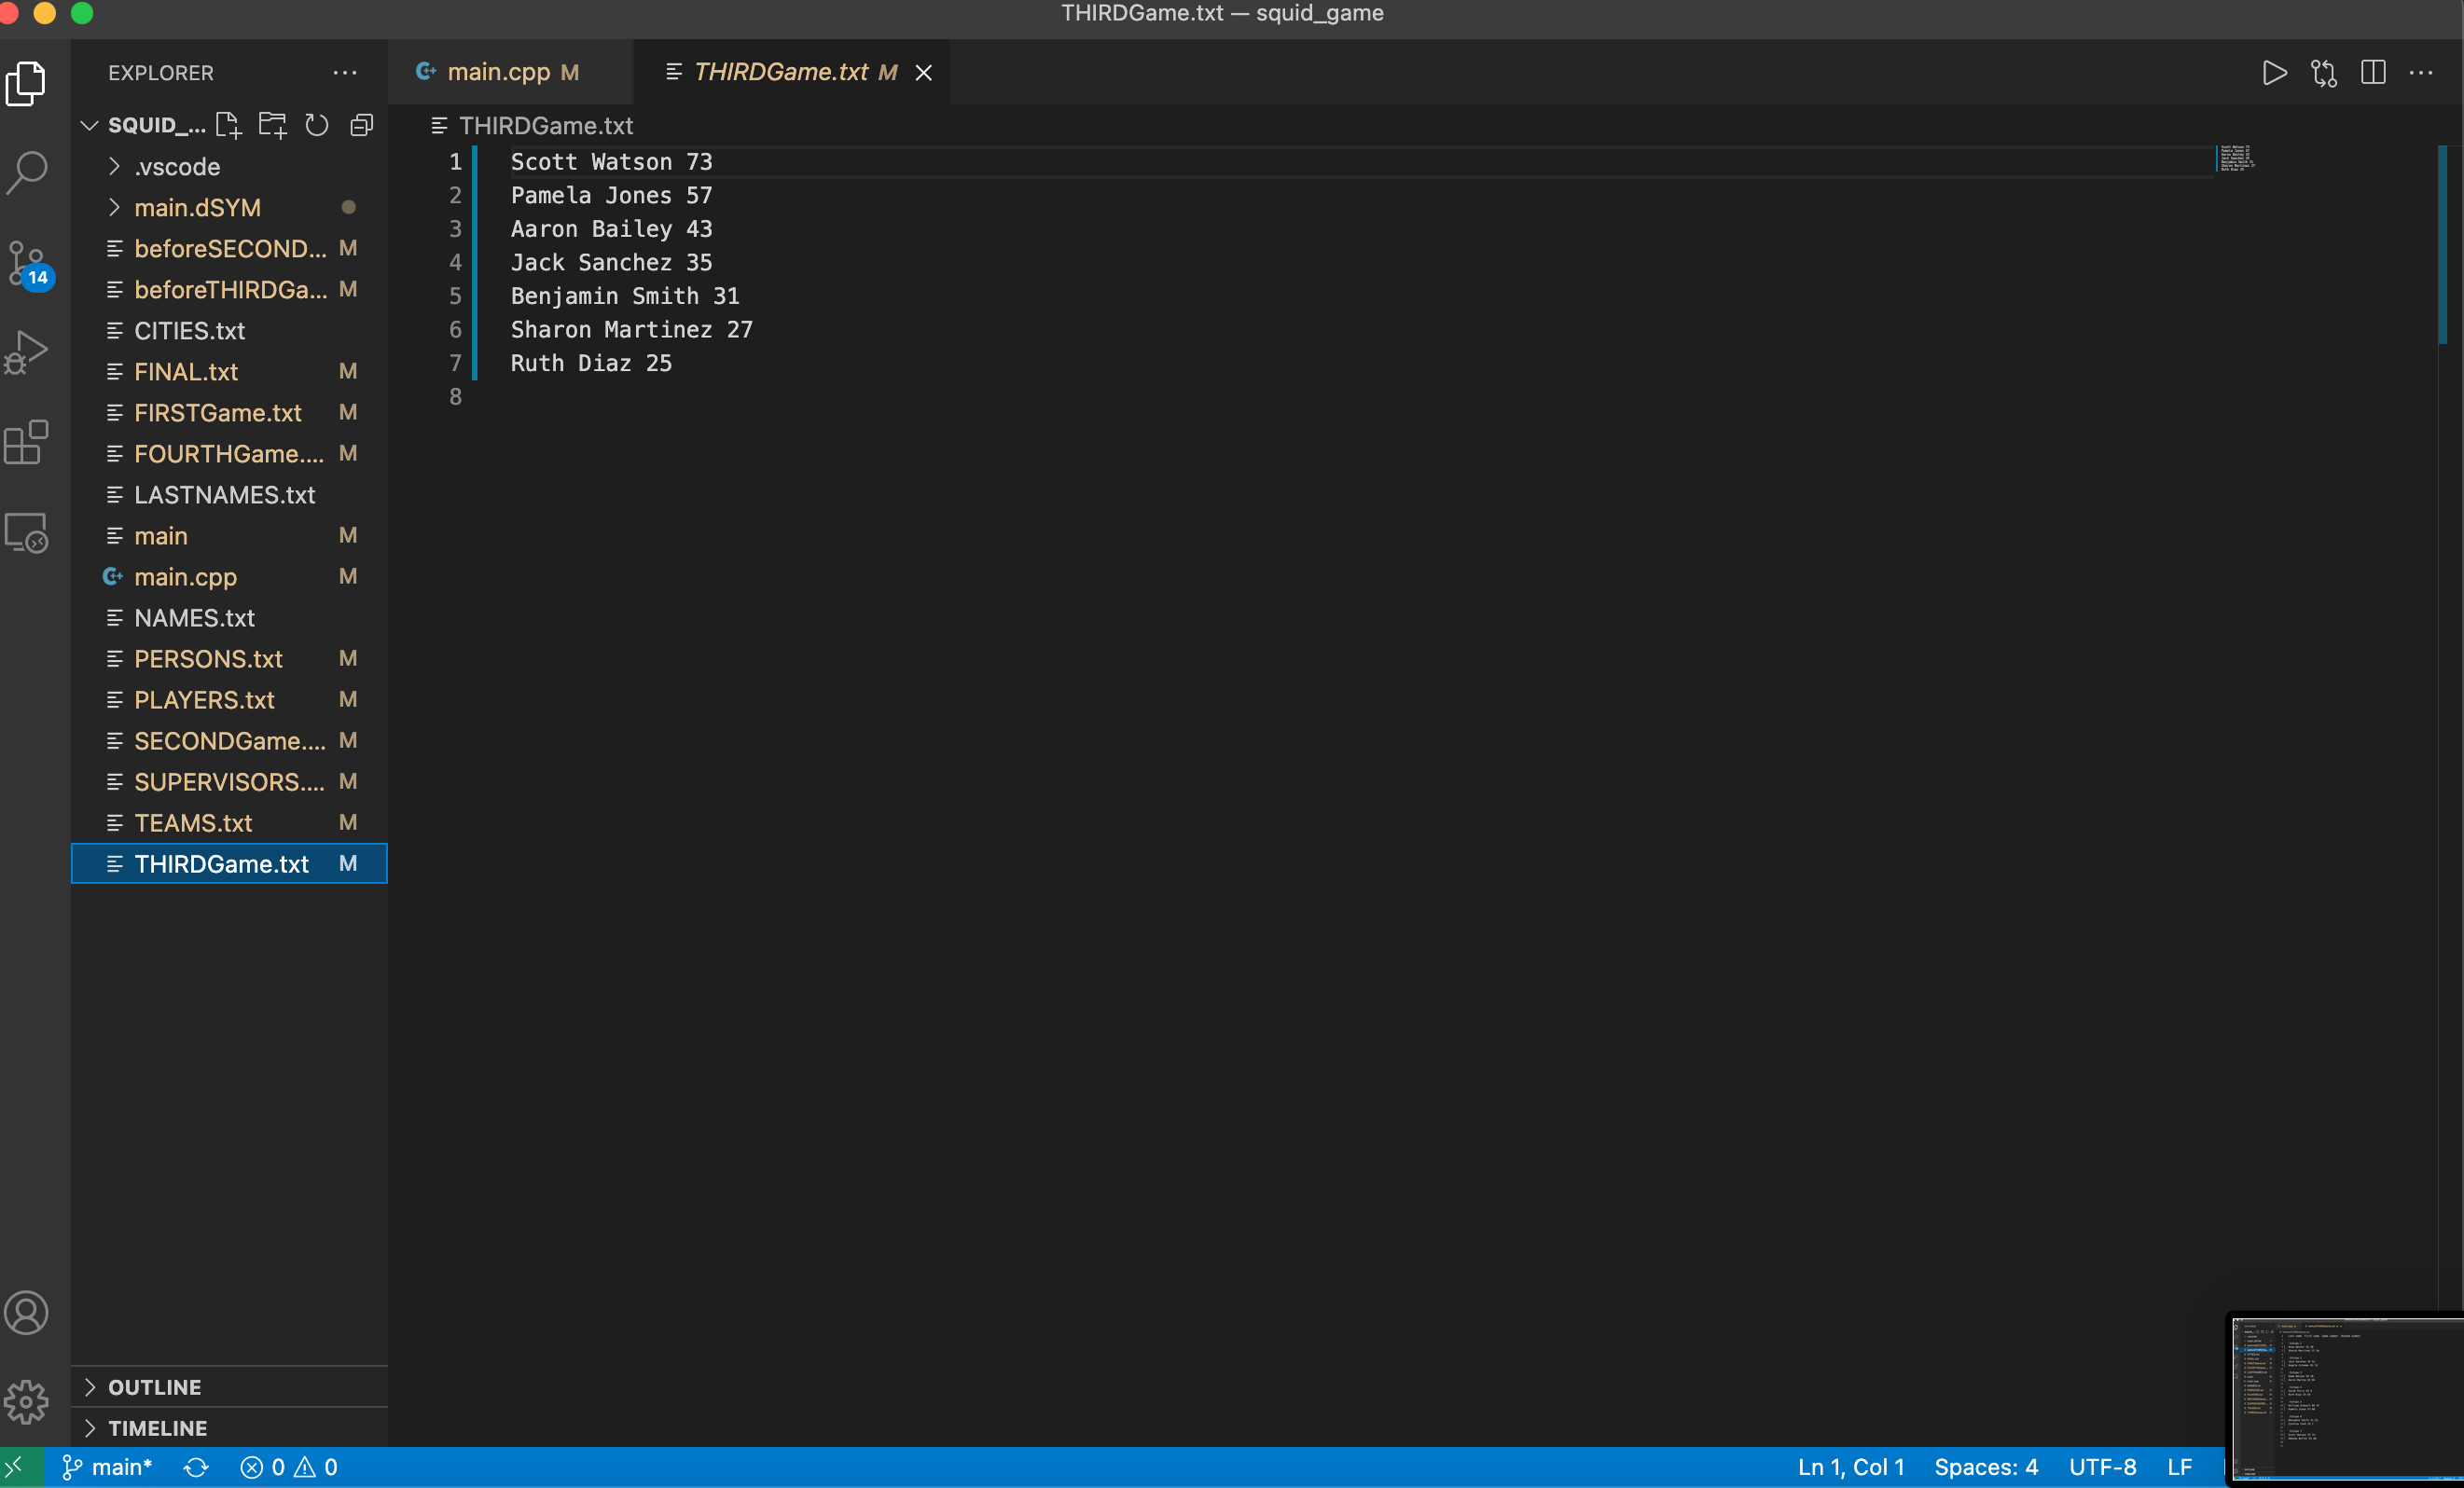 THIRDGame.txt — squid_game
EXPLORER
main.cpp M
THIRDGame.txt M
SQUID_...
THIRDGame.txt
.vscode
main.dSYM
beforeSECOND... M
beforeTHIRDGa... M
CITIES.txt
FINAL.txt M
FIRSTGame.txt M
FOURTHGame.... M
LASTNAMES.txt
main M
main.cpp M
NAMES.txt
PERSONS.txt M
PLAYERS.txt M
SECONDGame.... M
SUPERVISORS.... M
TEAMS.txt M
THIRDGame.txt M
14
1 Scott Watson 73
2 Pamela Jones 57
3 Aaron Bailey 43
4 Jack Sanchez 35
5 Benjamin Smith 31
6 Sharon Martinez 27
7 Ruth Diaz 25
8
OUTLINE
TIMELINE
main* 0 0 Ln 1, Col 1 Spaces: 4 UTF-8 LF